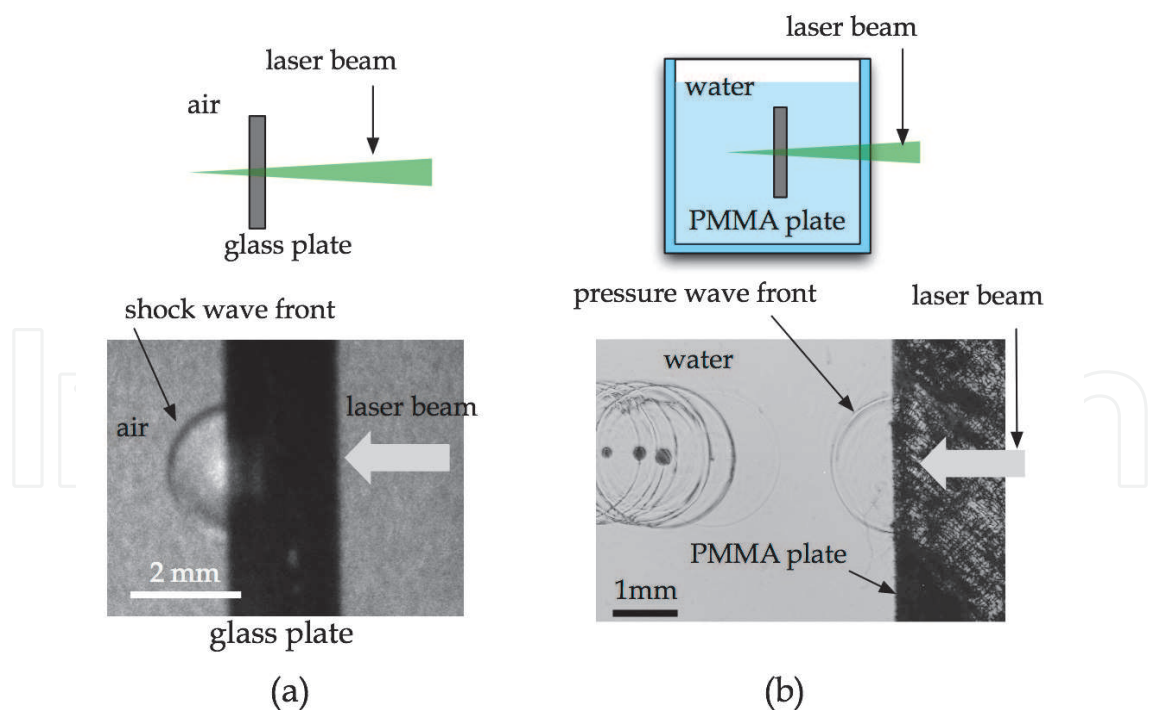 laser beam
air
glass plate
shock wave front
air
laser beam
2 mm
glass plate
(a)
laser beam
water
PMMA plate
pressure wave front
laser beam
water
PMMA plate
1mm
(b)